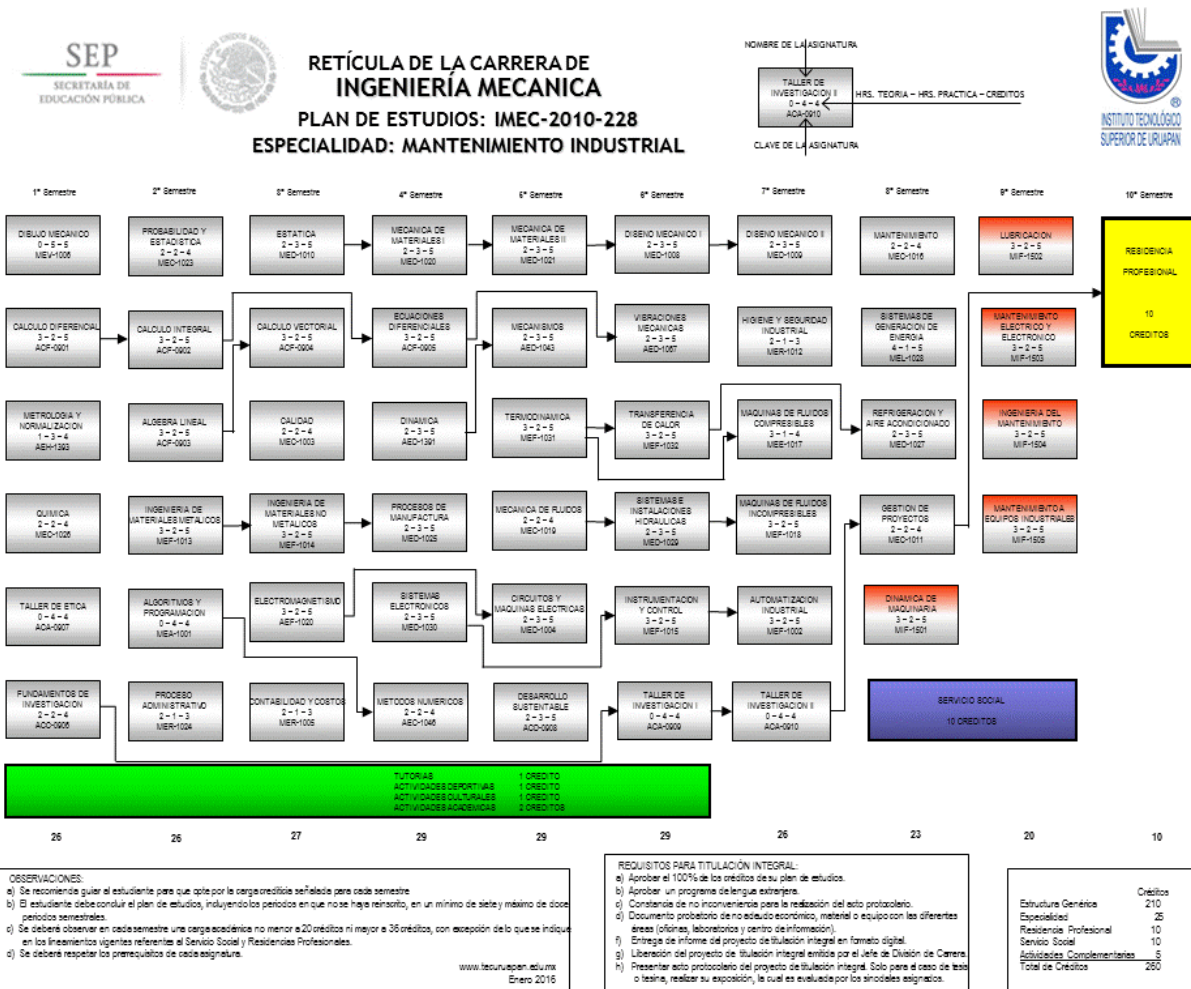 SEP
SECRETARÍA DE
EDUCACIÓN PÚBLICA
ESTADOS UNIDOS MEXICANOS
RETÍCULA DE LA CARRERA DE
INGENIERÍA MECANICA
PLAN DE ESTUDIOS: IMEC-2010-228
ESPECIALIDAD: MANTENIMIENTO INDUSTRIAL
NOMBRE DE LA ASIGNATURA
TALLER DE
INVESTIGACION II
0 – 4 – 4
ACA-0910
HRS. TEORIA – HRS. PRACTICA – CREDITOS
CLAVE DE LA ASIGNATURA
®
INSTITUTO TECNOLÓGICO
SUPERIOR DE URUAPAN
1° Semestre
2° Semestre
3° Semestre
4° Semestre
5° Semestre
6° Semestre
7° Semestre
8° Semestre
9° Semestre
10° Semestre
DIBUJO MECANICO
0 – 5 – 5
MEV-1006
PROBABILIDAD Y
ESTADISTICA
2 – 2 – 4
MEC-1023
ESTATICA
2 – 3 – 5
MED-1010
MECANICA DE
MATERIALES I
2 – 3 – 5
MED-1020
MECANICA DE
MATERIALES II
2 – 3 – 5
MED-1021
DISENO MECANICO I
2 – 3 – 5
MED-1008
DISENO MECANICO II
2 – 3 – 5
MED-1009
MANTENIMIENTO
2 – 2 – 4
MEC-1016
LUBRICACION
3 – 2 – 5
MIF-1502
RESIDENCIA
PROFESIONAL
10
CREDITOS
CALCULO DIFERENCIAL
3 – 2 – 5
ACF-0901
CALCULO INTEGRAL
3 – 2 – 5
ACF-0902
CALCULO VECTORIAL
3 – 2 – 5
ACF-0904
ECUACIONES
DIFERENCIALES
3 – 2 – 5
ACF-0905
MECANISMOS
2 – 3 – 5
AED-1043
VIBRACIONES
MECANICAS
2 – 3 – 5
AED-1067
HIGIENE Y SEGURIDAD
INDUSTRIAL
2 – 1 – 3
MER-1012
SISTEMAS DE
GENERACION DE
ENERGIA
4 – 1 – 5
MEL-1028
MANTENIMIENTO
ELECTRICO Y
ELECTRONICO
3 – 2 – 5
MIF-1503
METROLOGIA Y
NORMALIZACION
1 – 3 – 4
AEH-1393
ALGEBRA LINEAL
3 – 2 – 5
ACF-0903
CALIDAD
2 – 2 – 4
MEC-1003
DINAMICA
2 – 3 – 5
AED-1391
TERMODINAMICA
3 – 2 – 5
MEF-1031
TRANSFERENCIA
DE CALOR
3 – 2 – 5
MEF-1032
MAQUINAS DE FLUIDOS
COMPRESIBLES
3 – 1 – 4
MEE-1017
REFRIGERACION Y
AIRE ACONDICIONADO
2 – 3 – 5
MED-1027
INGENIERIA DEL
MANTENIMIENTO
3 – 2 – 5
MIF-1504
QUIMICA
2 – 2 – 4
MEC-1026
INGENIERIA DE
MATERIALES METALICOS
3 – 2 – 5
MEF-1013
INGENIERIA DE
MATERIALES NO
METALICOS
3 – 2 – 5
MEF-1014
PROCESOS DE
MANUFACTURA
2 – 3 – 5
MED-1025
MECANICA DE FLUIDOS
2 – 2 – 4
MEC-1019
SISTEMAS E
INSTALACIONES
HIDRAULICAS
2 – 3 – 5
MED-1029
MAQUINAS DE FLUIDOS
INCOMPRESIBLES
3 – 2 – 5
MEF-1018
GESTION DE
PROYECTOS
2 – 2 – 4
MEC-1011
MANTENIMIENTO A
EQUIPOS INDUSTRIALES
3 – 2 – 5
MIF-1505
TALLER DE ETICA
0 – 4 – 4
ACA-0907
ALGORITMOS Y
PROGRAMACION
0 – 4 – 4
MEA-1001
ELECTROMAGNETISMO
3 – 2 – 5
AEF-1020
SISTEMAS
ELECTRONICOS
2 – 3 – 5
MED-1030
CIRCUITOS Y
MAQUINAS ELECTRICAS
2 – 3 – 5
MED-1004
INSTRUMENTACION
Y CONTROL
3 – 2 – 5
MEF-1015
AUTOMATIZACION
INDUSTRIAL
3 – 2 – 5
MEF-1002
DINAMICA DE
MAQUINARIA
3 – 2 – 5
MIF-1501
FUNDAMENTOS DE
INVESTIGACION
2 – 2 – 4
ACC-0906
PROCESO
ADMINISTRATIVO
2 – 1 – 3
MER-1024
CONTABILIDAD Y COSTOS
2 – 1 – 3
MER-1005
METODOS NUMERICOS
2 – 2 – 4
AEC-1046
DESARROLLO
SUSTENTABLE
2 – 3 – 5
ACD-0908
TALLER DE
INVESTIGACION I
0 – 4 – 4
ACA-0909
TALLER DE
INVESTIGACION II
0 – 4 – 4
ACA-0910
SERVICIO SOCIAL
10 CREDITOS
TUTORIAS 1 CREDITO
ACTIVIDADES DEPORTIVAS 1 CREDITO
ACTIVIDADES CULTURALES 1 CREDITO
ACTIVIDADES ACADEMICAS 2 CREDITOS
26 26 27 29 29 29 26 23 20 10
OBSERVACIONES:
a) Se recomienda guiar al estudiante para que opte por la carga crediticia señalada para cada semestre
b) El estudiante debe concluir el plan de estudios, incluyendo los periodos en que no se haya reinscrito, en un mínimo de siete y máximo de doce
periodos semestrales.
c) Se deberá observar en cada semestre una carga académica no menor a 20 créditos ni mayor a 36 créditos, con excepción de lo que se indique
en los lineamientos vigentes referentes al Servicio Social y Residencias Profesionales.
d) Se deberá respetar los prerrequisitos de cada asignatura.
www.tecuruapan.edu.mx
Enero 2016
REQUISITOS PARA TITULACIÓN INTEGRAL:
a) Aprobar el 100% de los créditos de su plan de estudios.
b) Aprobar un programa de lengua extranjera.
c) Constancia de no inconveniencia para la realización del acto protocolario.
d) Documento probatorio de no adeudo económico, material o equipo con las diferentes
áreas (oficinas, laboratorios y centro de información).
f) Entrega de informe del proyecto de titulación integral en formato digital.
g) Liberación del proyecto de titulación integral emitida por el Jefe de División de Carrera.
h) Presentar acto protocolario del proyecto de titulación integral. Solo para el caso de tesis
o tesina, realizar su exposición, la cual es evaluada por los sinodales asignados.
Créditos
Estructura Genérica 210
Especialidad 25
Residencia Profesional 10
Servicio Social 10
Actividades Complementarias 5
Total de Créditos 260